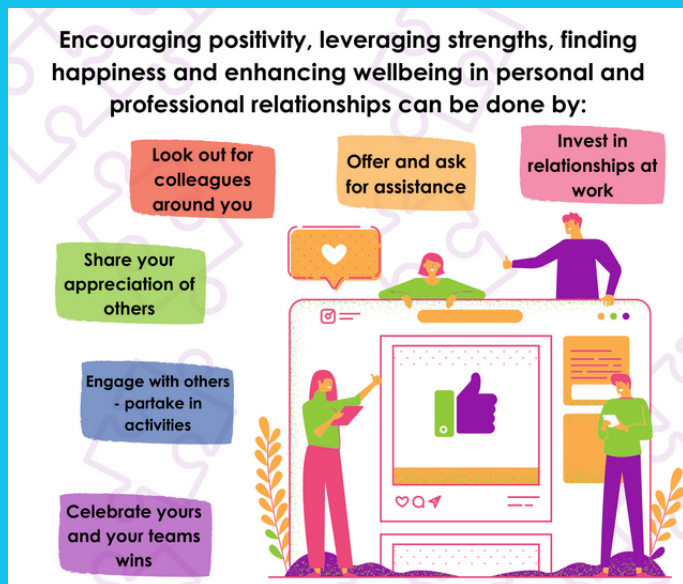 Encouraging positivity, leveraging strengths, finding
happiness and enhancing wellbeing in personal and
professional relationships can be done by:
Look out for
colleagues
around you
Offer and ask
for assistance
Invest in
relationships at
work
Share your
appreciation of
others
Engage with others
- partake in
activities
Celebrate yours
and your teams
wins